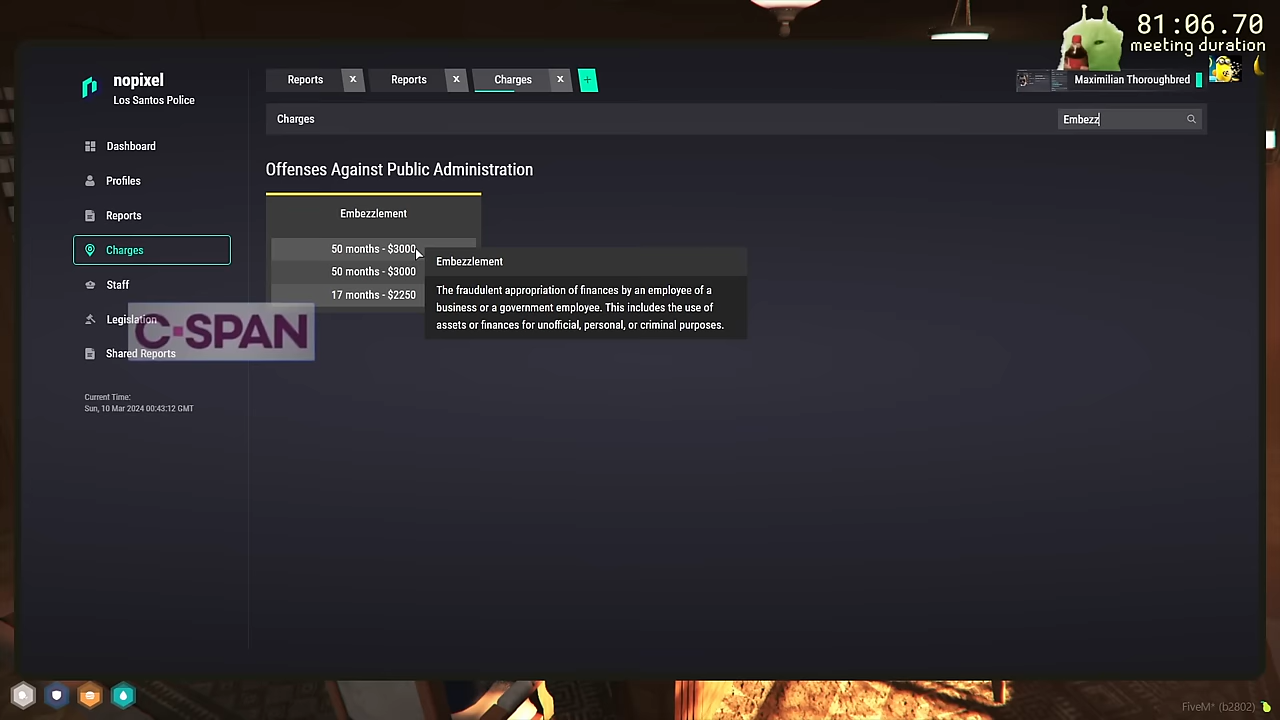 81:06.70
meeting duration
nopixel
Los Santos Police
Reports x Reports x Charges x +
Maximilian Thoroughbred
Charges
Embezz
Dashboard
Profiles
Reports
Charges
Staff
Legislation
Shared Reports
C-SPAN
Current Time:
Sun, 10 Mar 2024 00:43:12 GMT
Offenses Against Public Administration
Embezzlement
50 months - $3000
50 months - $3000
17 months - $2250
Embezzlement
The fraudulent appropriation of finances by an employee of a
business or a government employee. This includes the use of
assets or finances for unofficial, personal, or criminal purposes.
FiveM* (b2802)